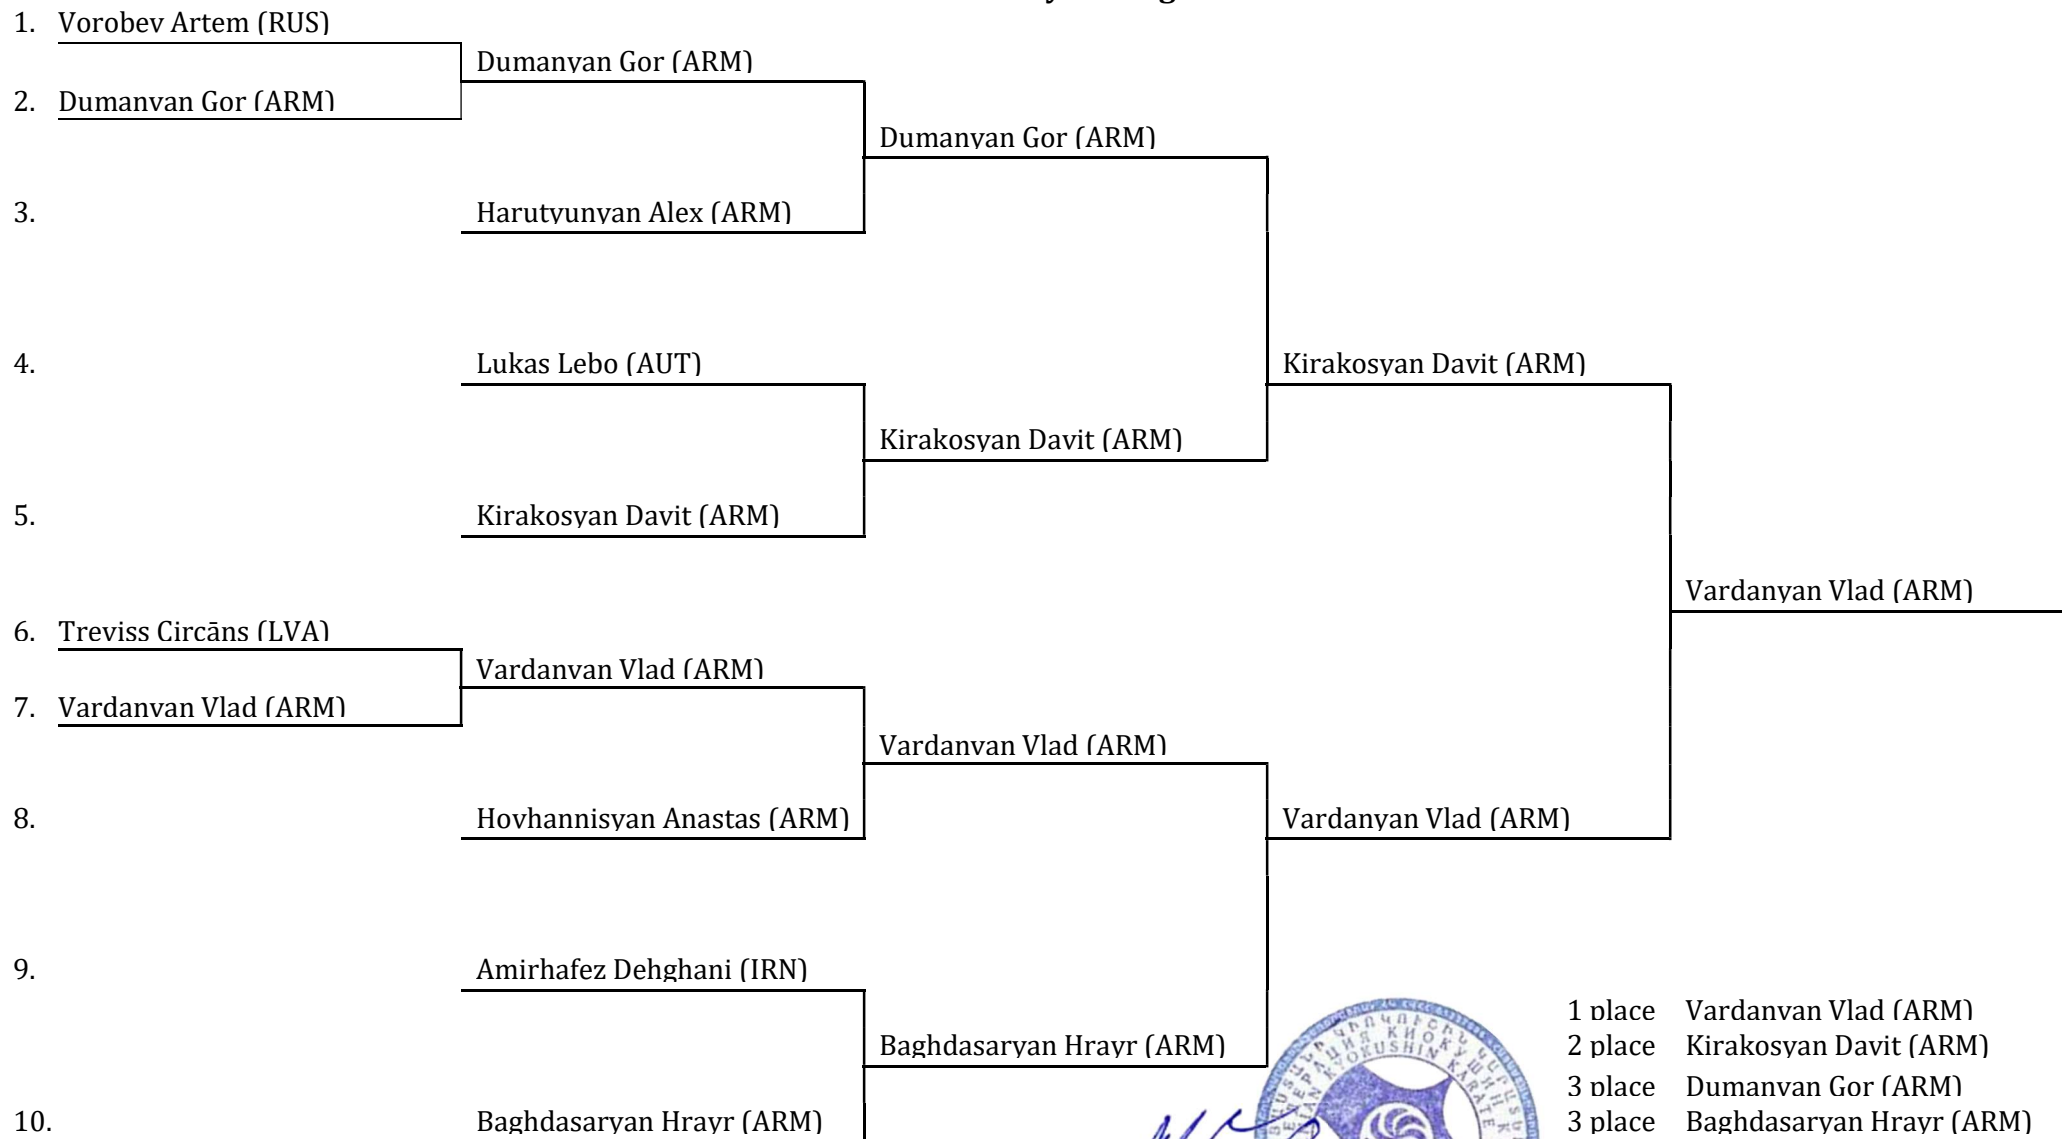 1. Vorobev Artem (RUS)
Dumanyan Gor (ARM)
2. Dumanyan Gor (ARM)
Dumanyan Gor (ARM)
3. Harutyunyan Alex (ARM)
4. Lukas Lebo (AUT)
Kirakosyan Davit (ARM)
Kirakosyan Davit (ARM)
5. Kirakosyan Davit (ARM)
Vardanyan Vlad (ARM)
6. Treviss Circāns (LVA)
Vardanyan Vlad (ARM)
7. Vardanyan Vlad (ARM)
Vardanyan Vlad (ARM)
8. Hovhannisyan Anastas (ARM)
Vardanyan Vlad (ARM)
9. Amirhafez Dehghani (IRN)
Baghdasaryan Hrayr (ARM)
10. Baghdasaryan Hrayr (ARM)
1 place Vardanyan Vlad (ARM)
2 place Kirakosyan Davit (ARM)
3 place Dumanyan Gor (ARM)
3 place Baghdasaryan Hrayr (ARM)
KYOKUSHIN KARATE